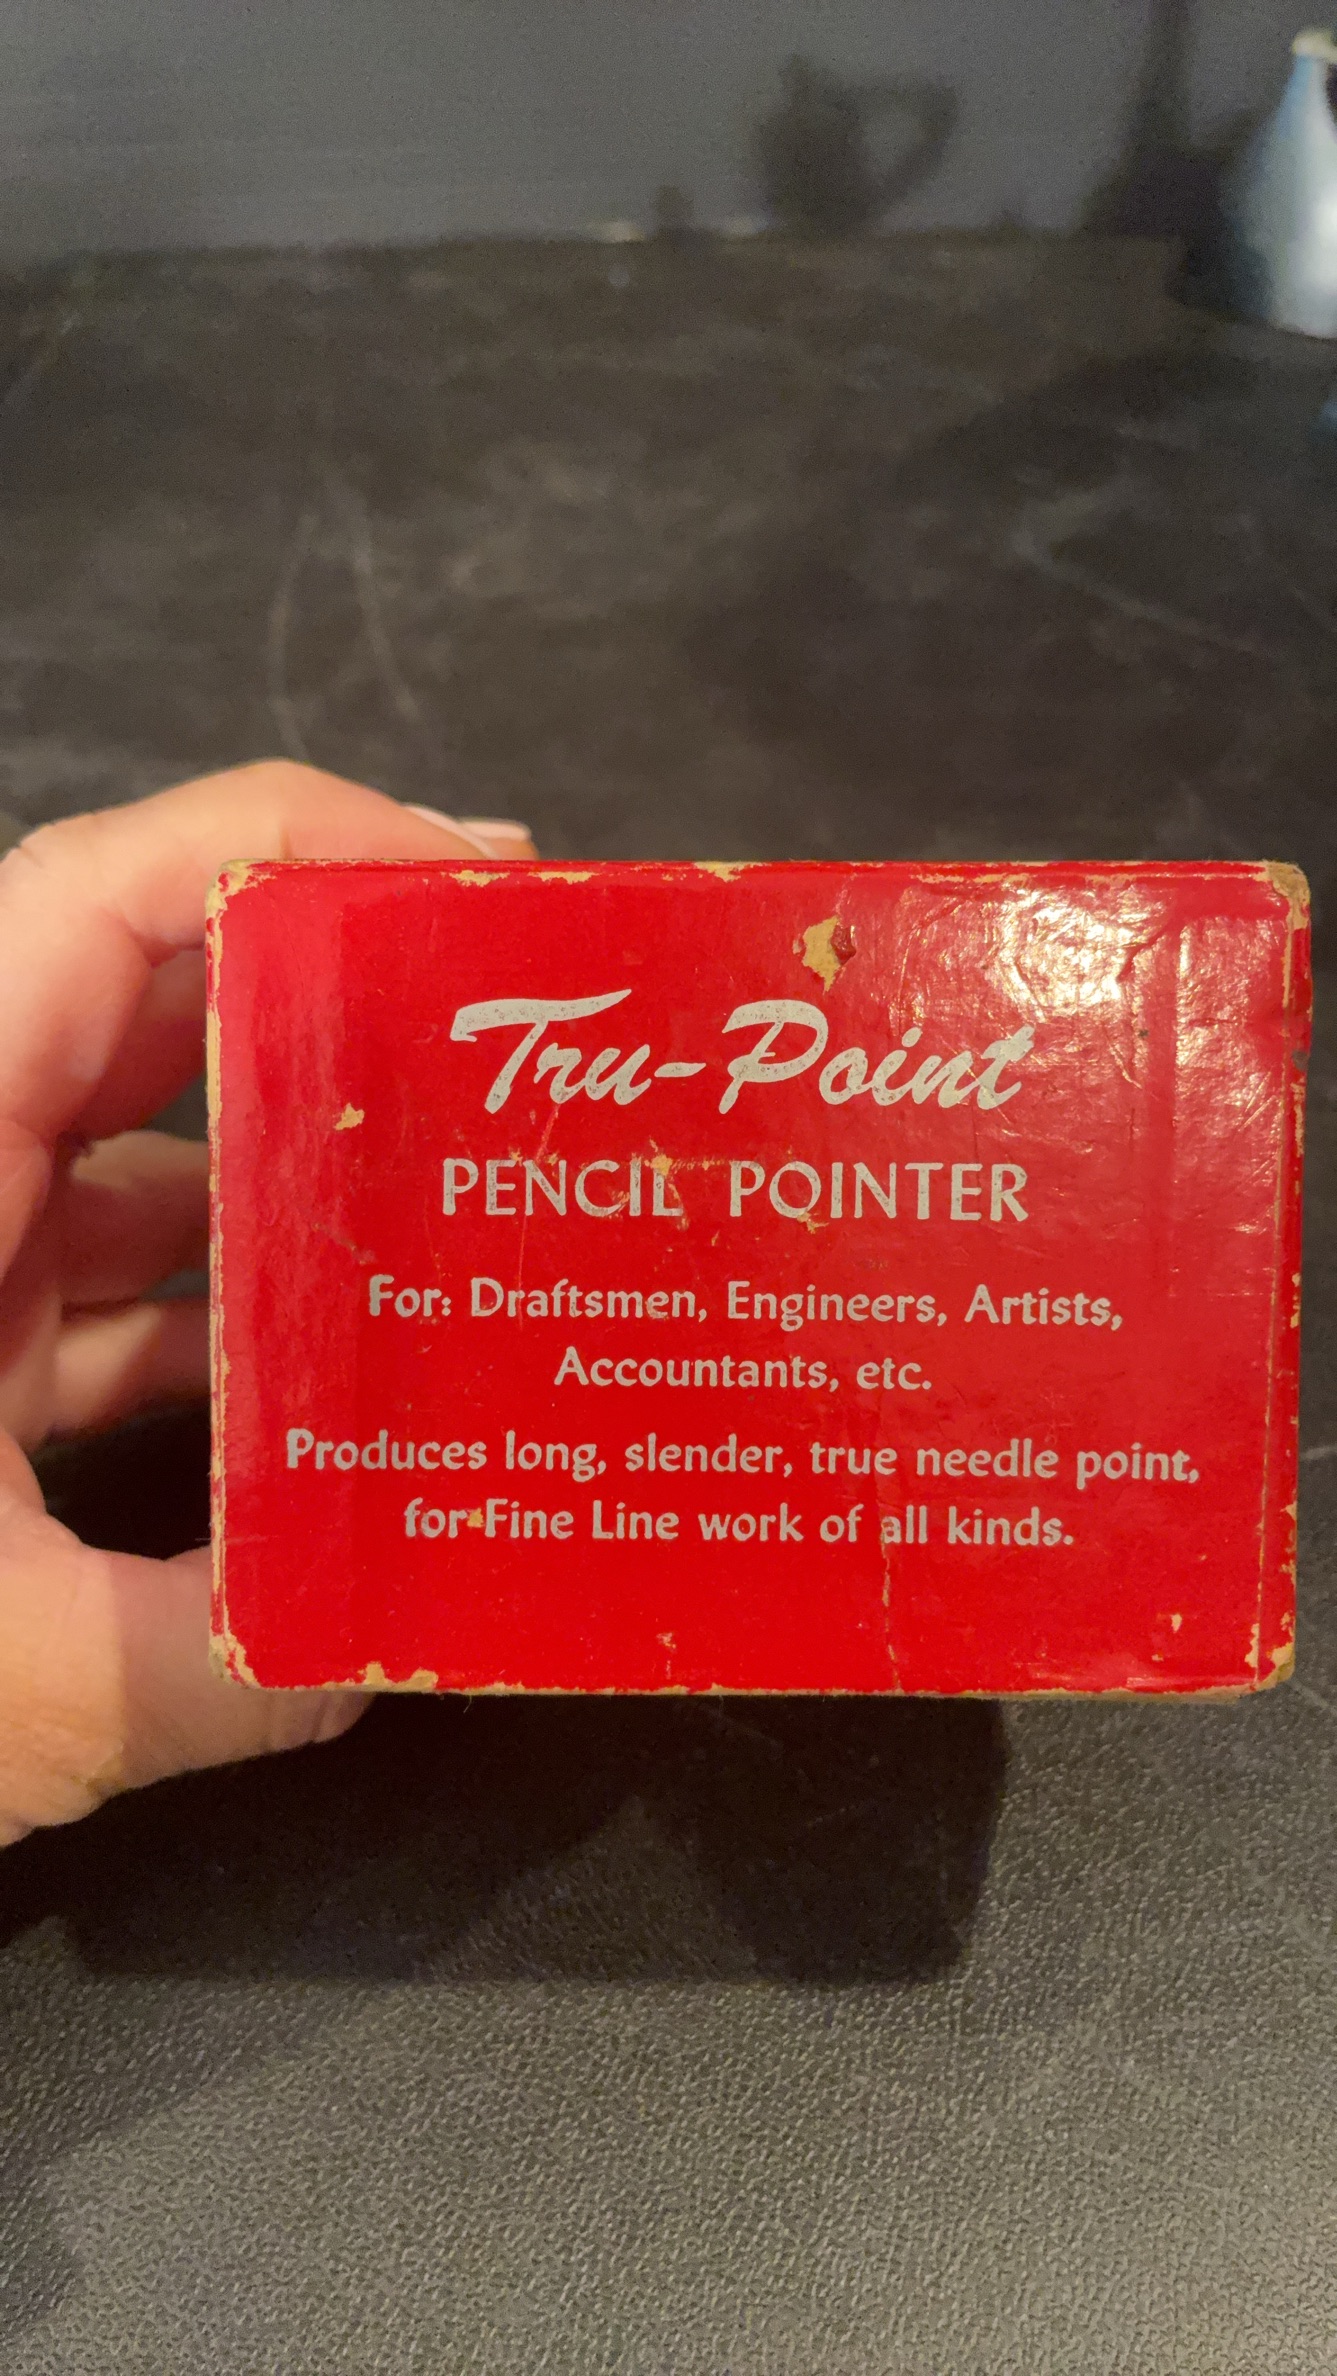 Tru-Point
PENCIL POINTER
For: Draftsmen, Engineers, Artists,
Accountants, etc.
Produces long, slender, true needle point,
for Fine Line work of all kinds.